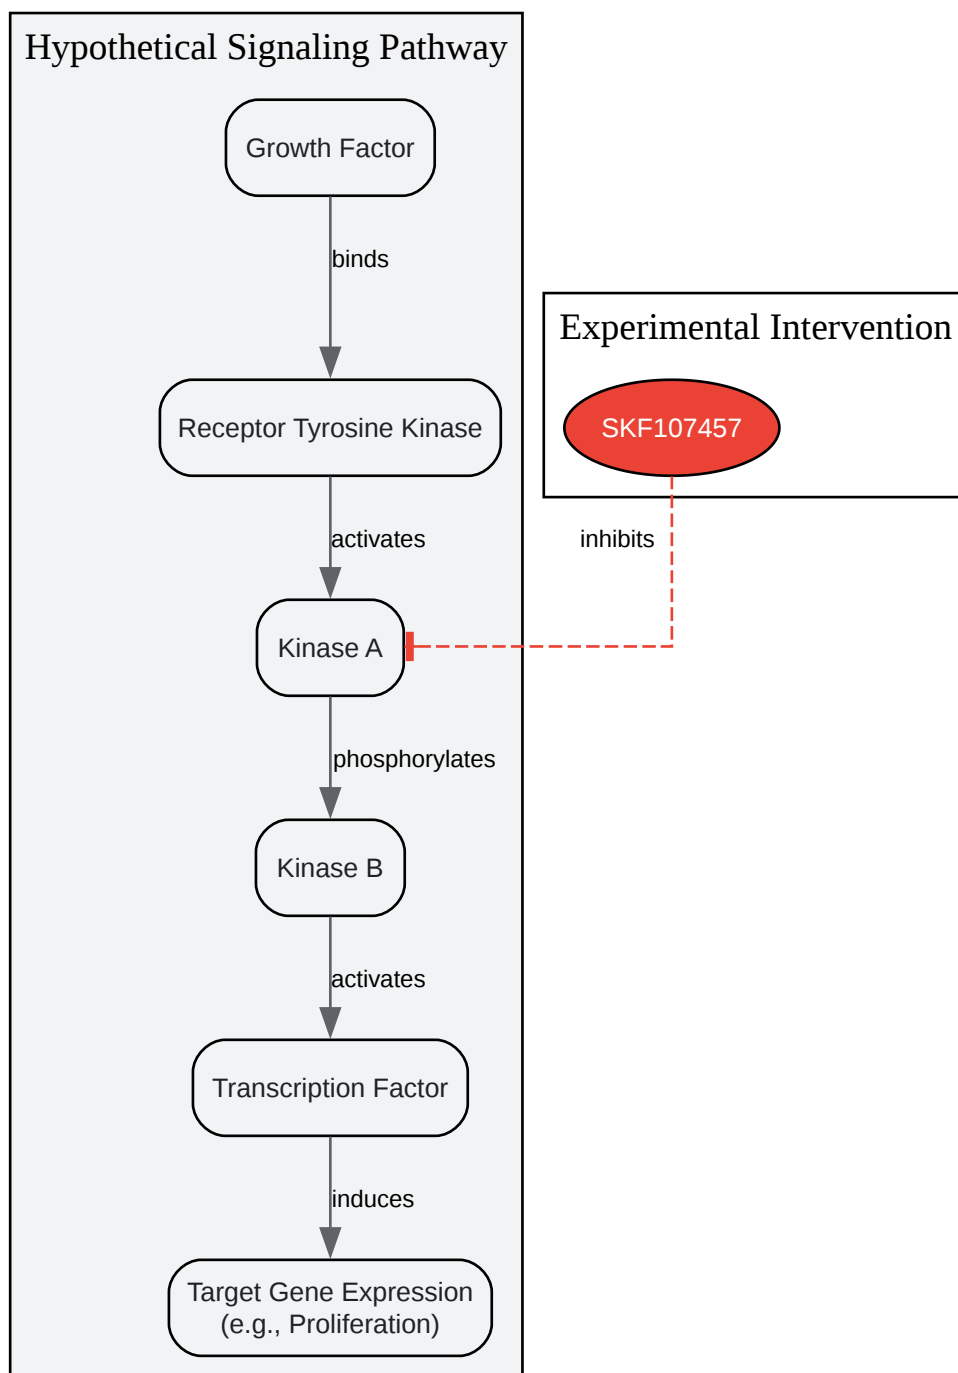 Hypothetical Signaling Pathway
Growth Factor
binds
Experimental Intervention
Receptor Tyrosine Kinase
SKF107457
activates
inhibits
Kinase A
phosphorylates
Kinase B
activates
Transcription Factor
induces
Target Gene Expression
(e.g., Proliferation)